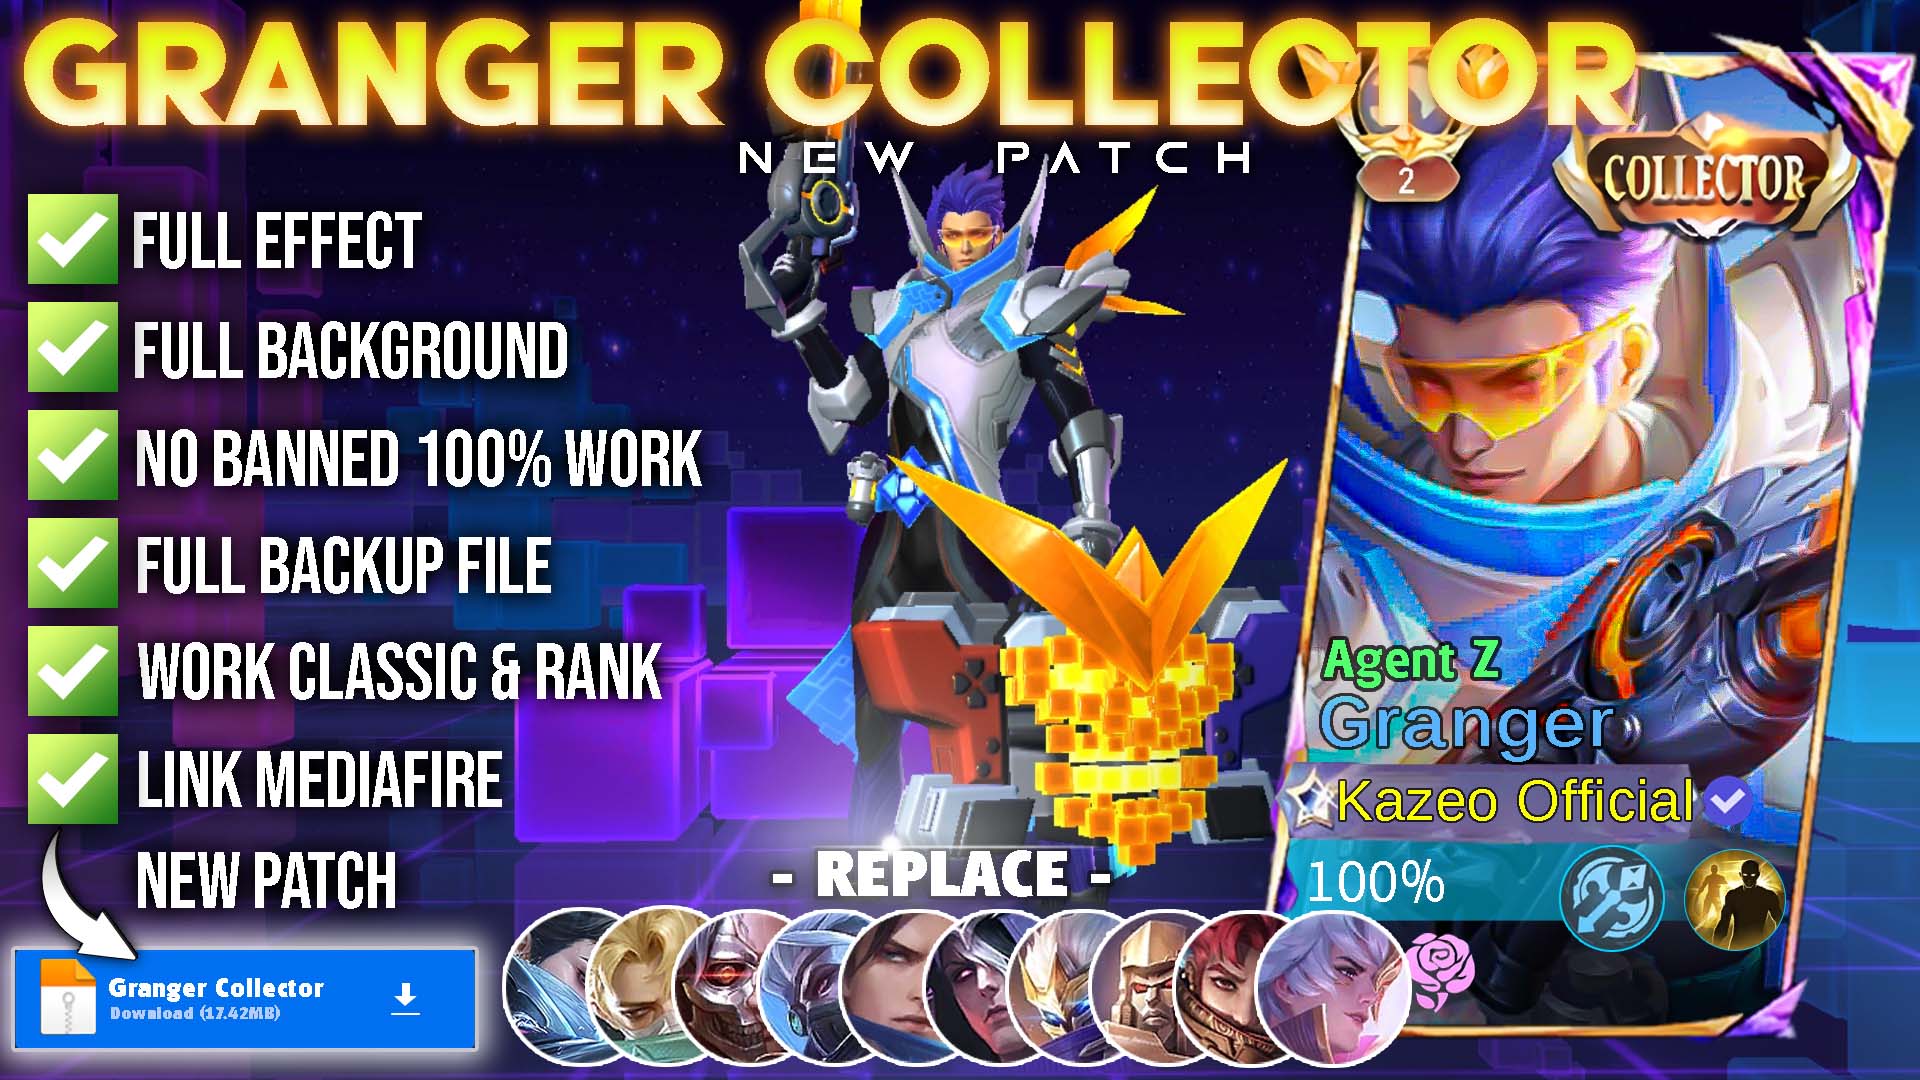 GRANGER COLLECTOR
NEW PATCH
2
COLLECTOR
FULL EFFECT
FULL BACKGROUND
NO BANNED 100% WORK
FULL BACKUP FILE
WORK CLASSIC & RANK
LINK MEDIAFIRE
NEW PATCH
Granger Collector
Download (17.42MB)
- REPLACE -
Agent Z
Granger
Kazeo Official
100%